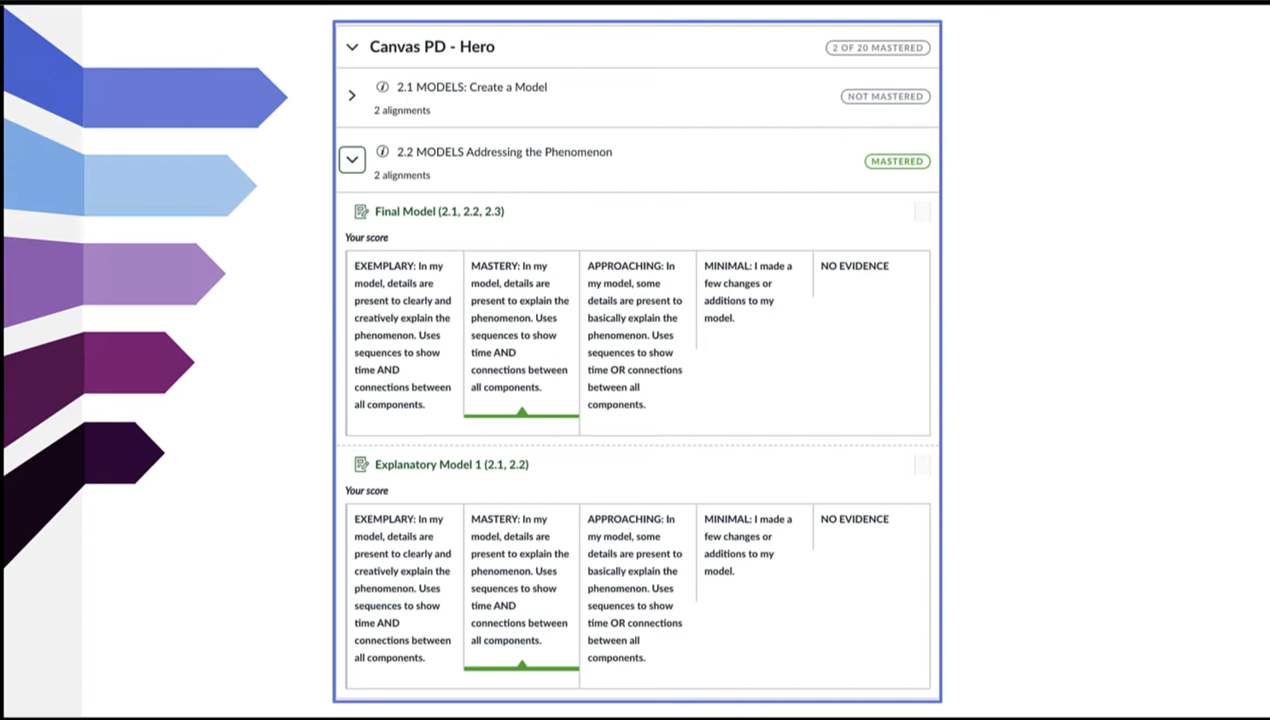 Canvas PD - Hero
2 OF 20 MASTERED
2.1 MODELS: Create a Model
2 alignments
NOT MASTERED
2.2 MODELS Addressing the Phenomenon
2 alignments
MASTERED
Final Model (2.1, 2.2, 2.3)
Your score
EXEMPLARY: In my
model, details are
present to clearly and
creatively explain the
phenomenon. Uses
sequences to show
time AND
connections between
all components.
MASTERY: In my
model, details are
present to explain the
phenomenon. Uses
sequences to show
time AND
connections between
all components.
APPROACHING: In
my model, some
details are present to
basically explain the
phenomenon. Uses
sequences to show
time OR connections
between all
components.
MINIMAL: I made a
few changes or
additions to my
model.
NO EVIDENCE
Explanatory Model 1 (2.1, 2.2)
Your score
EXEMPLARY: In my
model, details are
present to clearly and
creatively explain the
phenomenon. Uses
sequences to show
time AND
connections between
all components.
MASTERY: In my
model, details are
present to explain the
phenomenon. Uses
sequences to show
time AND
connections between
all components.
APPROACHING: In
my model, some
details are present to
basically explain the
phenomenon. Uses
sequences to show
time OR connections
between all
components.
MINIMAL: I made a
few changes or
additions to my
model.
NO EVIDENCE